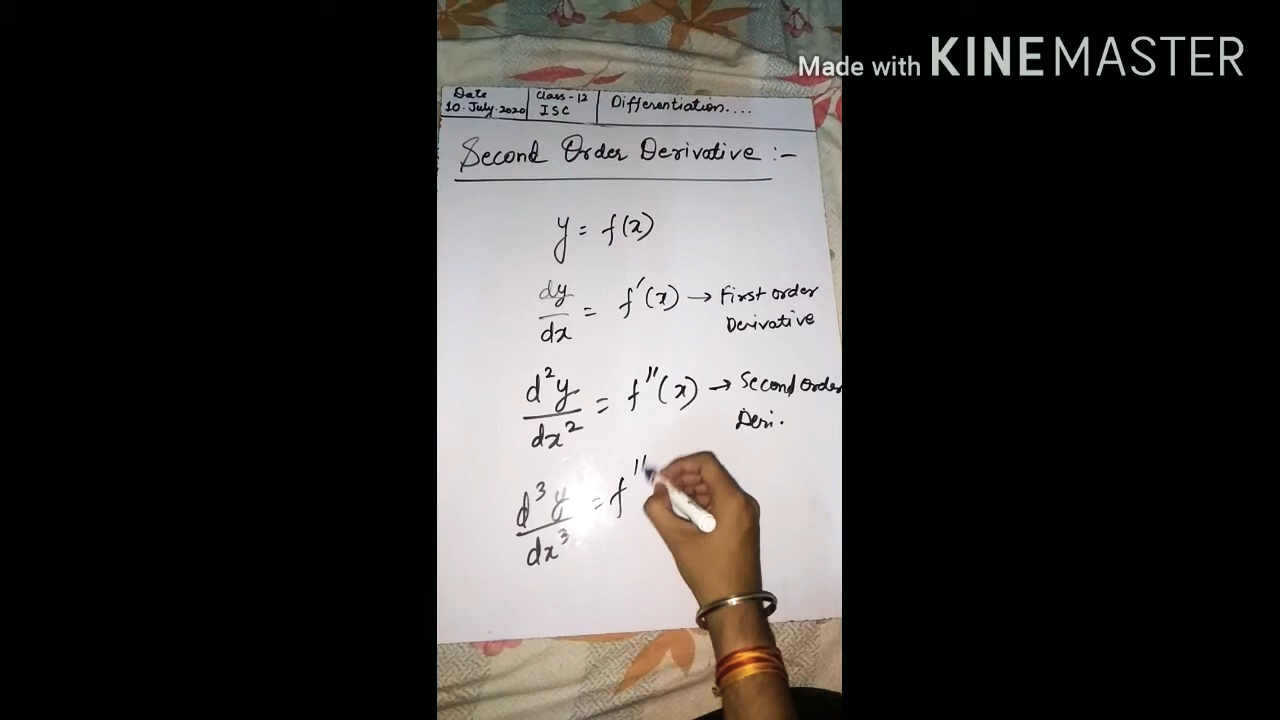 Made with KINEMASTER
Date
10.July.2020
Class-12
ISC
Differentiation....
Second Order Derivative :-
y = f(x)
dy/dx = f'(x) → First order
Derivative
d²y/dx² = f''(x) → Second Order
Deri.
d³y/dx³ = f''